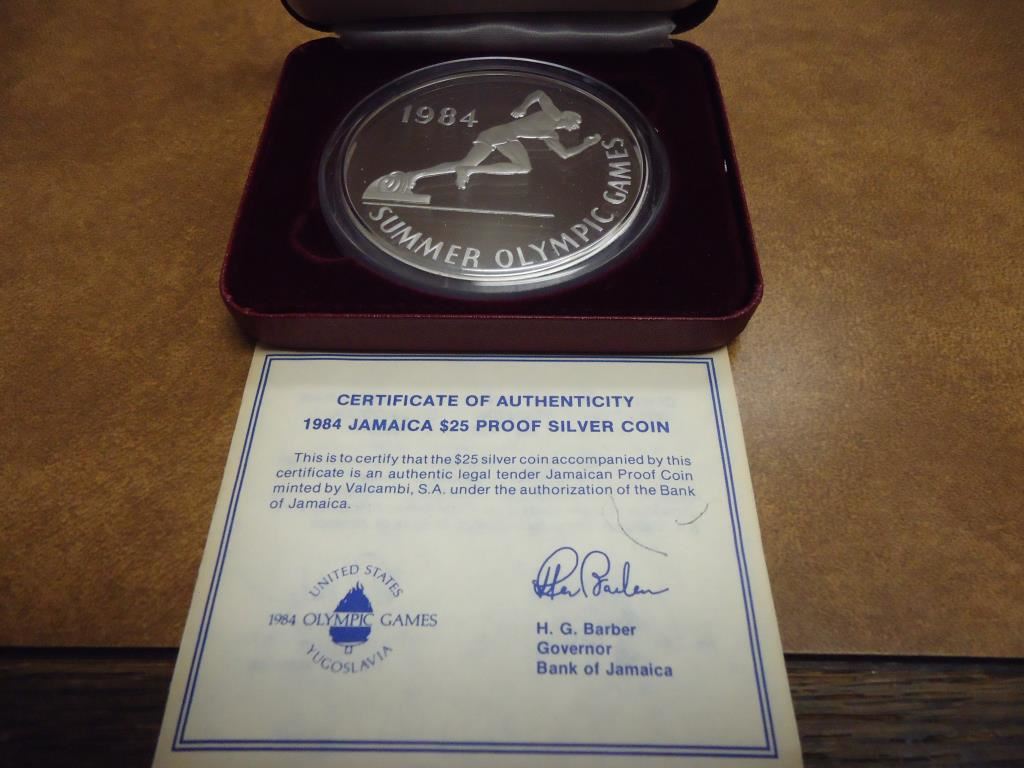 1984
SUMMER OLYMPIC GAMES
CERTIFICATE OF AUTHENTICITY
1984 JAMAICA $25 PROOF SILVER COIN
This is to certify that the $25 silver coin accompanied by this
certificate is an authentic legal tender Jamaican Proof Coin
minted by Valcambi, S.A. under the authorization of the Bank
of Jamaica.
UNITED STATES
1984 OLYMPIC GAMES
YUGOSLAVIA
H. G. Barber
Governor
Bank of Jamaica